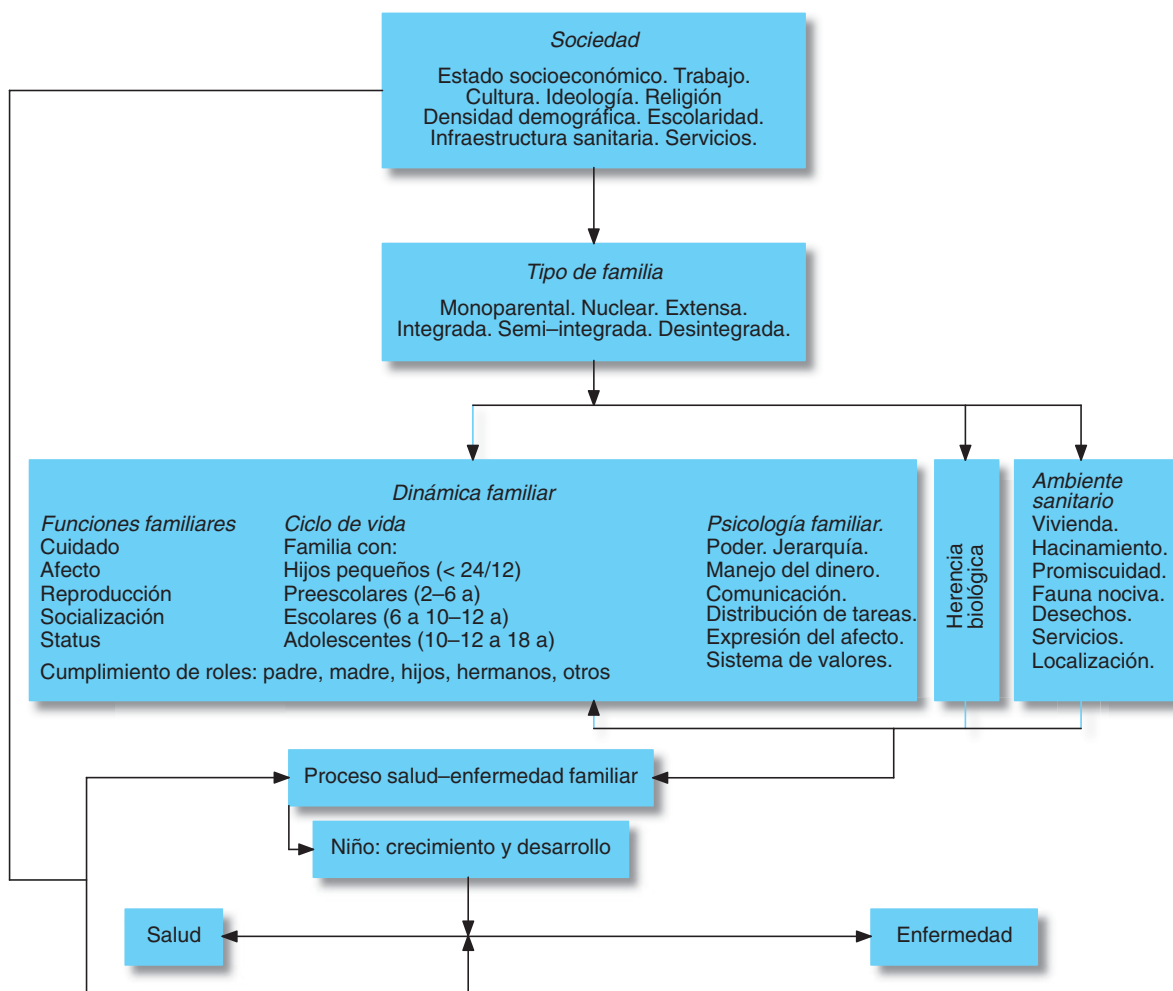 Sociedad
Estado socioeconómico. Trabajo.
Cultura. Ideología. Religión
Densidad demográfica. Escolaridad.
Infraestructura sanitaria. Servicios.
Tipo de familia
Monoparental. Nuclear. Extensa.
Integrada. Semi–integrada. Desintegrada.
Dinámica familiar
Funciones familiares
Cuidado
Afecto
Reproducción
Socialización
Status
Ciclo de vida
Familia con:
Hijos pequeños (< 24/12)
Preescolares (2–6 a)
Escolares (6 a 10–12 a)
Adolescentes (10–12 a 18 a)
Psicología familiar.
Poder. Jerarquía.
Manejo del dinero.
Comunicación.
Distribución de tareas.
Expresión del afecto.
Sistema de valores.
Cumplimiento de roles: padre, madre, hijos, hermanos, otros
Herencia
biológica
Ambiente
sanitario
Vivienda.
Hacinamiento.
Promiscuidad.
Fauna nociva.
Desechos.
Servicios.
Localización.
Proceso salud–enfermedad familiar
Niño: crecimiento y desarrollo
Salud
Enfermedad